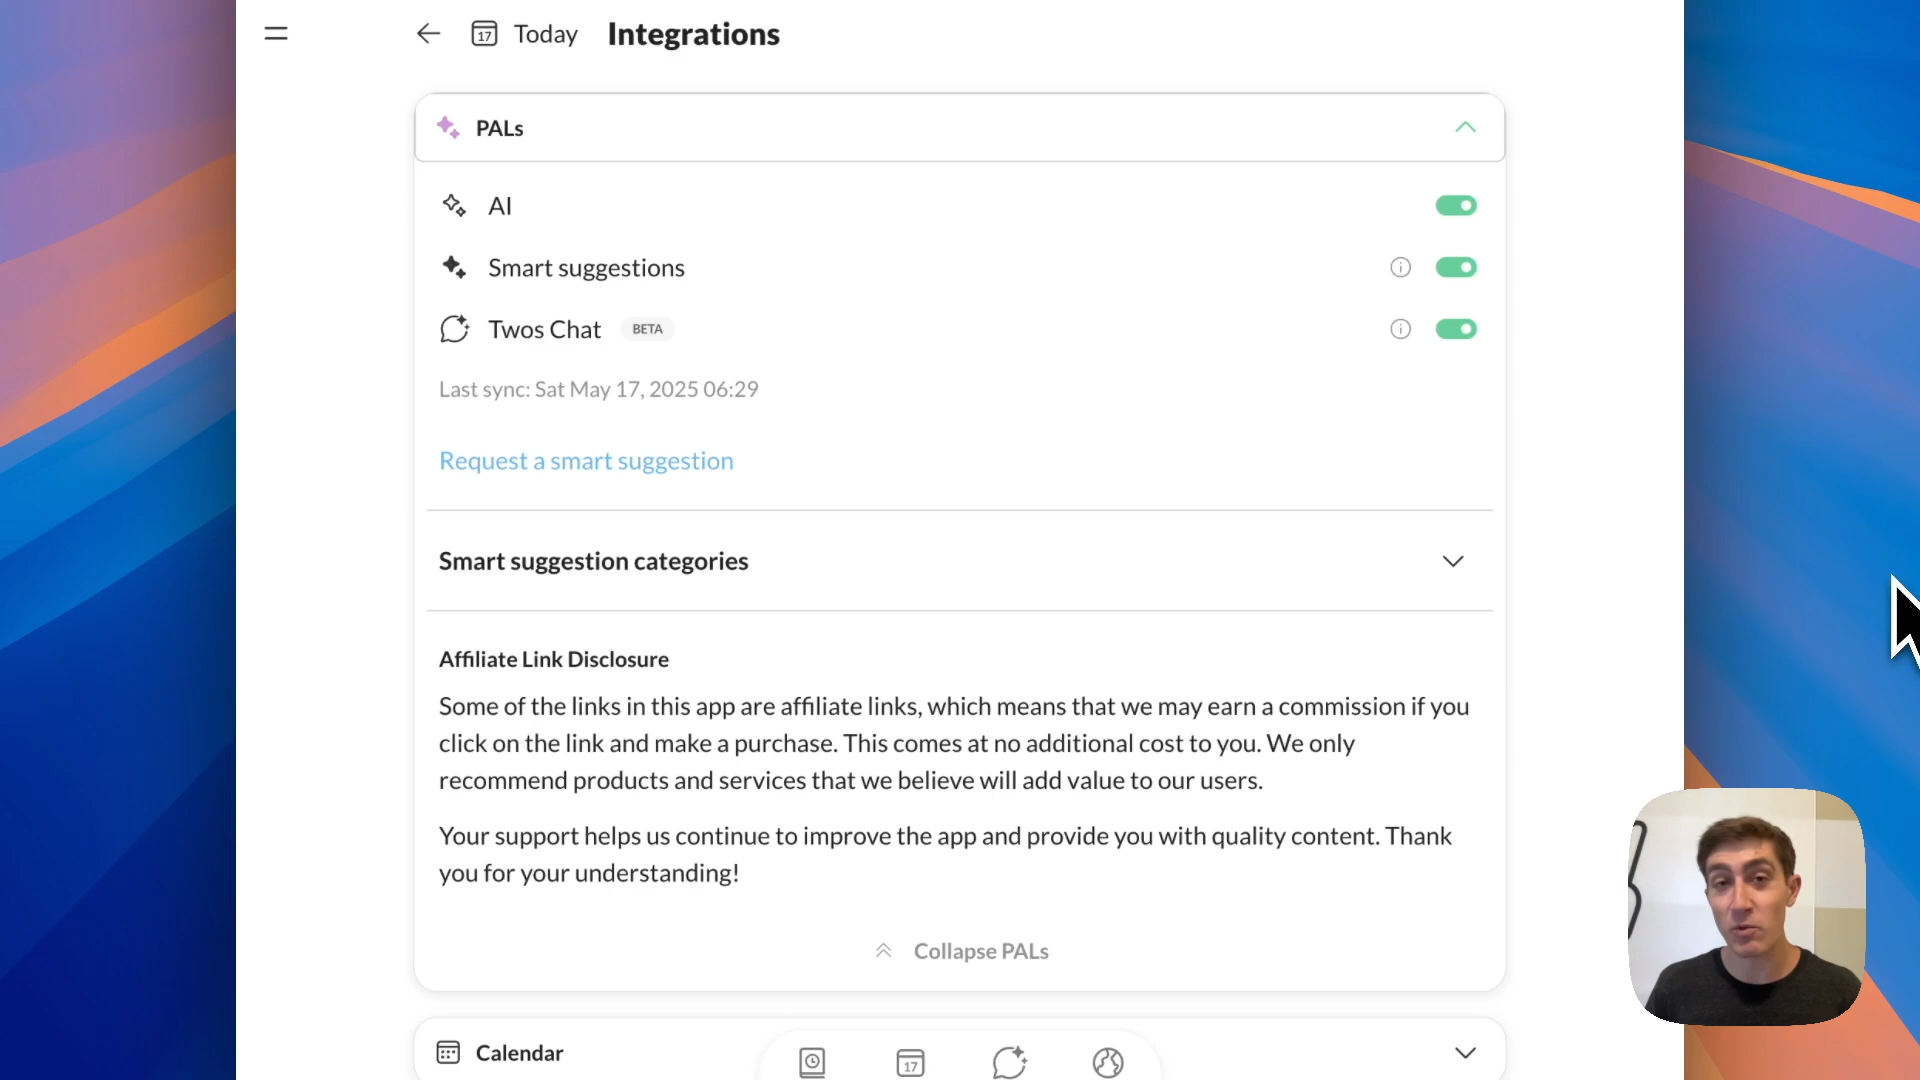 17 Today Integrations
PALs
AI
Smart suggestions
Twos Chat BETA
Last sync: Sat May 17, 2025 06:29
Request a smart suggestion
Smart suggestion categories
Affiliate Link Disclosure
Some of the links in this app are affiliate links, which means that we may earn a commission if you
click on the link and make a purchase. This comes at no additional cost to you. We only
recommend products and services that we believe will add value to our users.
Your support helps us continue to improve the app and provide you with quality content. Thank
you for your understanding!
Collapse PALs
Calendar
17